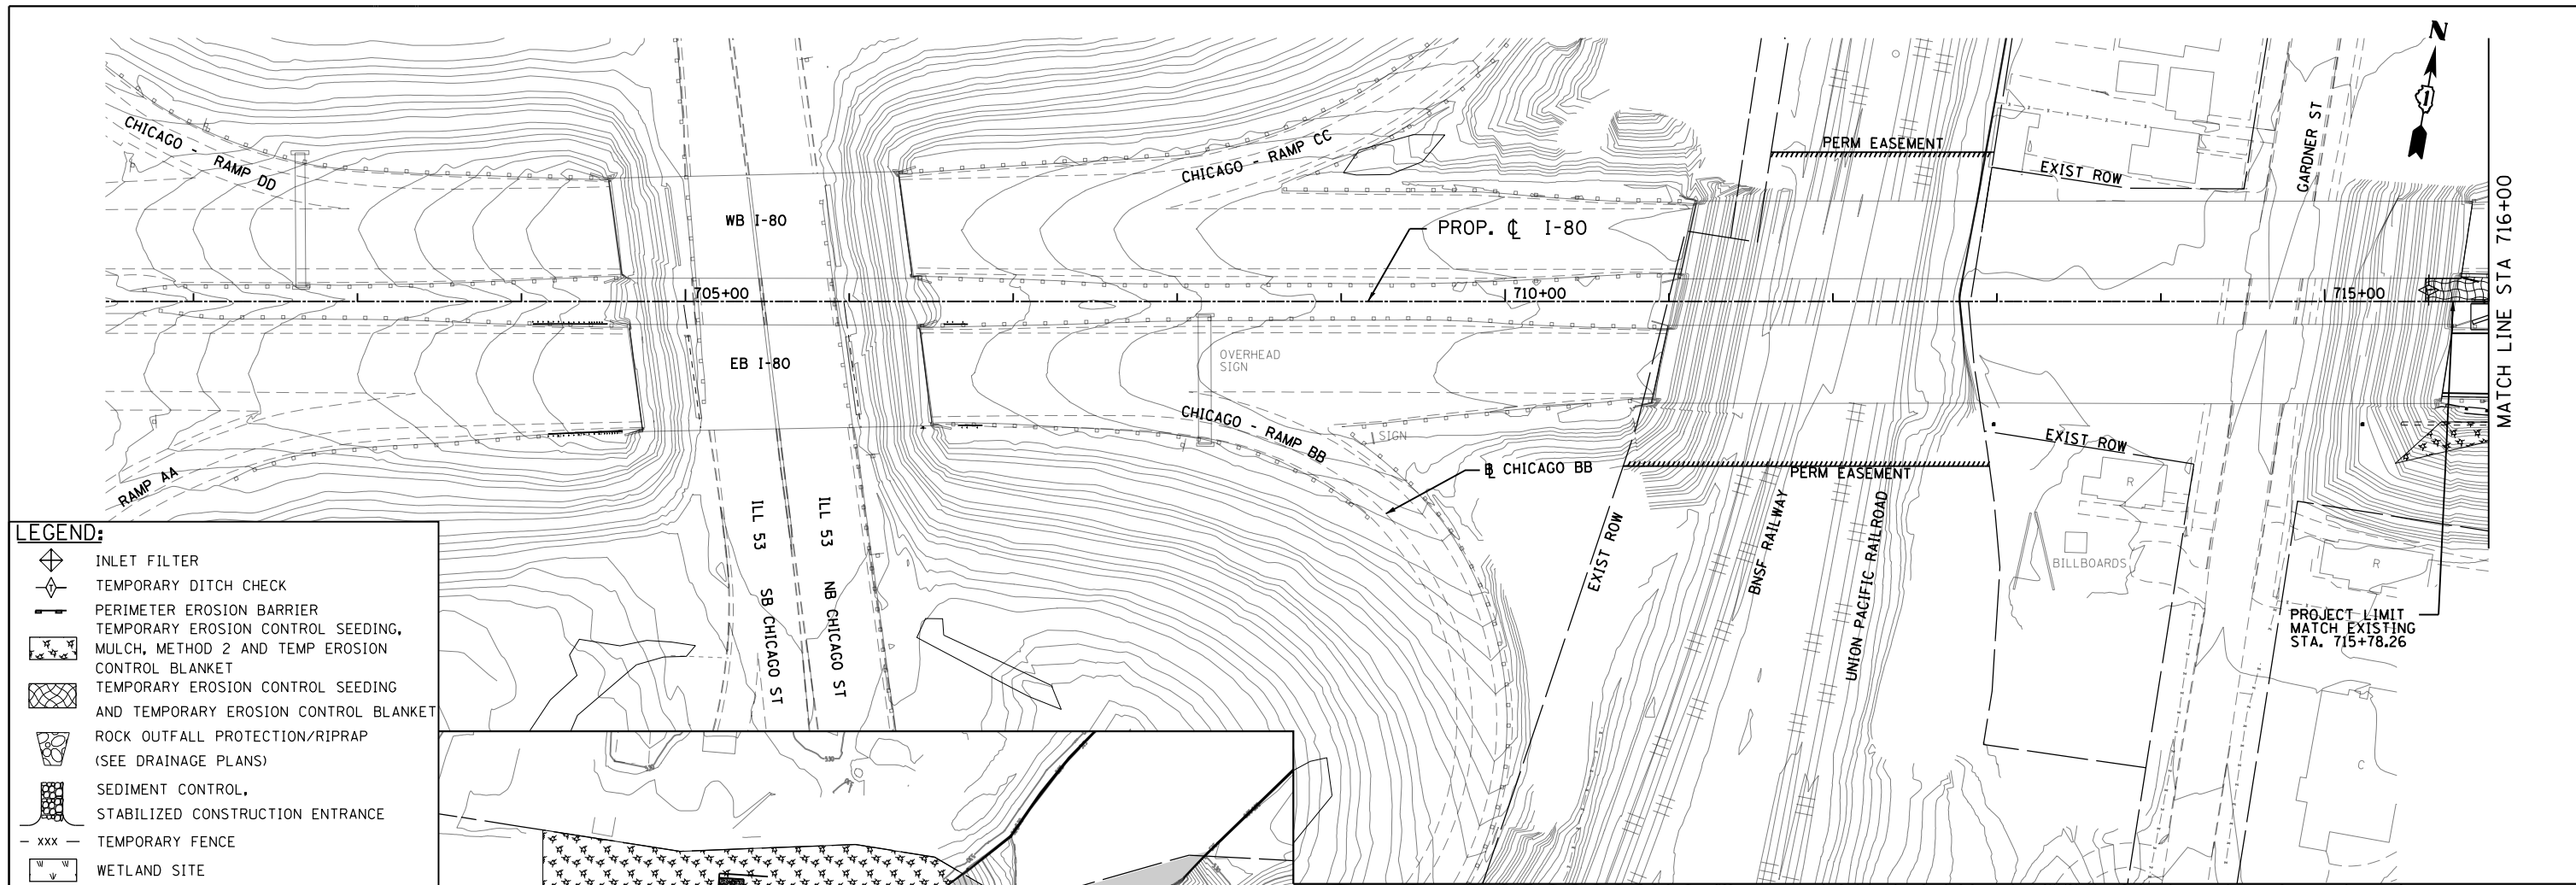 N
1
CHICAGO - RAMP DD
CHICAGO - RAMP CC
PERM EASEMENT
EXIST ROW
GARDNER ST
WB I-80
PROP. ℄ I-80
MATCH LINE STA 716+00
705+00
710+00
715+00
EB I-80
OVERHEAD
SIGN
CHICAGO - RAMP BB
SIGN
EXIST ROW
RAMP AA
℄ CHICAGO BB
PERM EASEMENT
R
ILL 53
ILL 53
SB CHICAGO ST
NB CHICAGO ST
EXIST ROW
BNSF RAILWAY
UNION PACIFIC RAILROAD
BILLBOARDS
R
PROJECT LIMIT
MATCH EXISTING
STA. 715+78.26
C
LEGEND:
INLET FILTER
T
TEMPORARY DITCH CHECK
PERIMETER EROSION BARRIER
TEMPORARY EROSION CONTROL SEEDING,
MULCH, METHOD 2 AND TEMP EROSION
CONTROL BLANKET
TEMPORARY EROSION CONTROL SEEDING
AND TEMPORARY EROSION CONTROL BLANKET
ROCK OUTFALL PROTECTION/RIPRAP
(SEE DRAINAGE PLANS)
SEDIMENT CONTROL,
STABILIZED CONSTRUCTION ENTRANCE
- XXX - TEMPORARY FENCE
WETLAND SITE
530